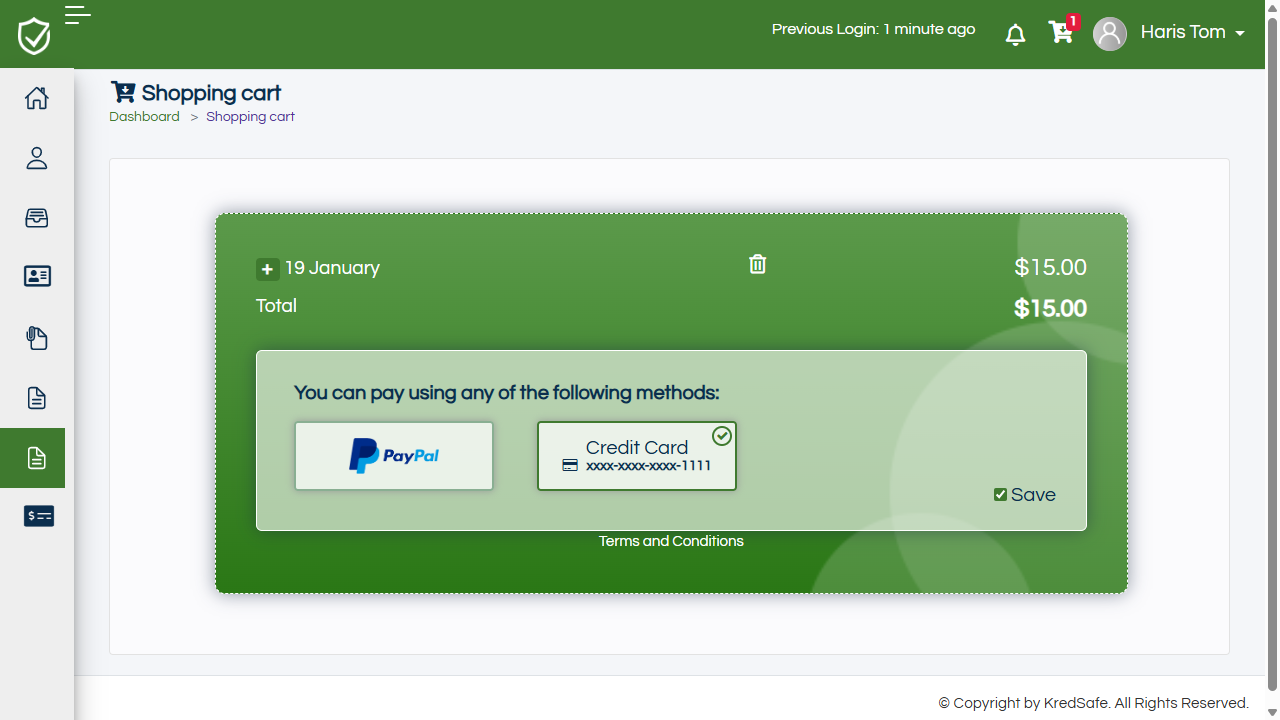 Previous Login: 1 minute ago
1
Haris Tom
Shopping cart
Dashboard > Shopping cart
19 January
$15.00
Total
$15.00
You can pay using any of the following methods:
PayPal
Credit Card
xxxx-xxxx-xxxx-1111
Save
Terms and Conditions
© Copyright by KredSafe. All Rights Reserved.